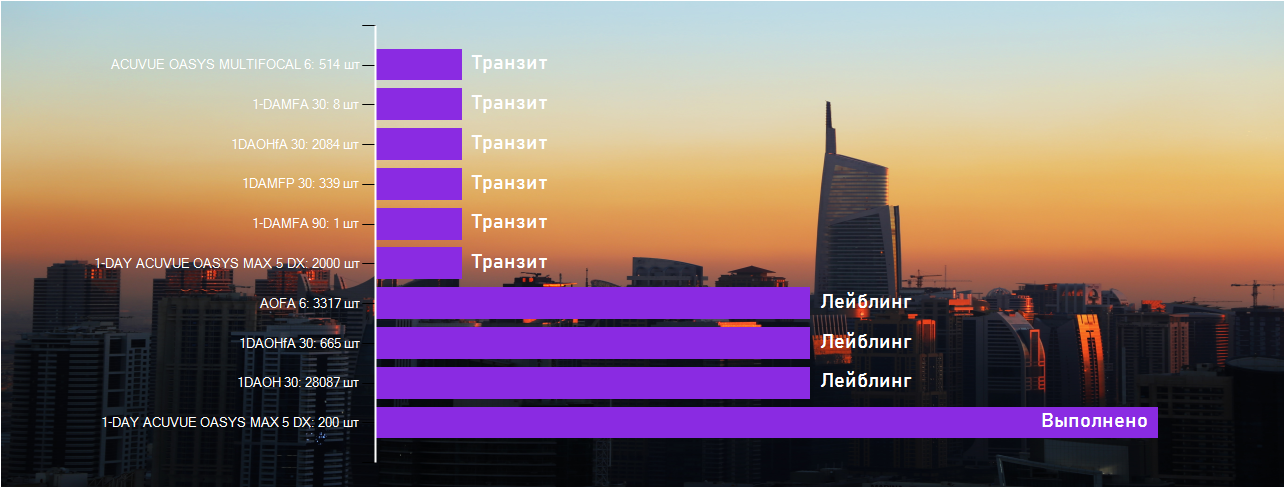 ACUVUE OASYS MULTIFOCAL 6: 514 шт Транзит
1-DAMFA 30: 8 шт Транзит
1DAOHfA 30: 2084 шт Транзит
1DAMFP 30: 339 шт Транзит
1-DAMFA 90: 1 шт Транзит
1-DAY ACUVUE OASYS MAX 5 DX: 2000 шт Транзит
AOFA 6: 3317 шт Лейблинг
1DAOHfA 30: 665 шт Лейблинг
1DAOH 30: 28087 шт Лейблинг
1-DAY ACUVUE OASYS MAX 5 DX: 200 шт Выполнено